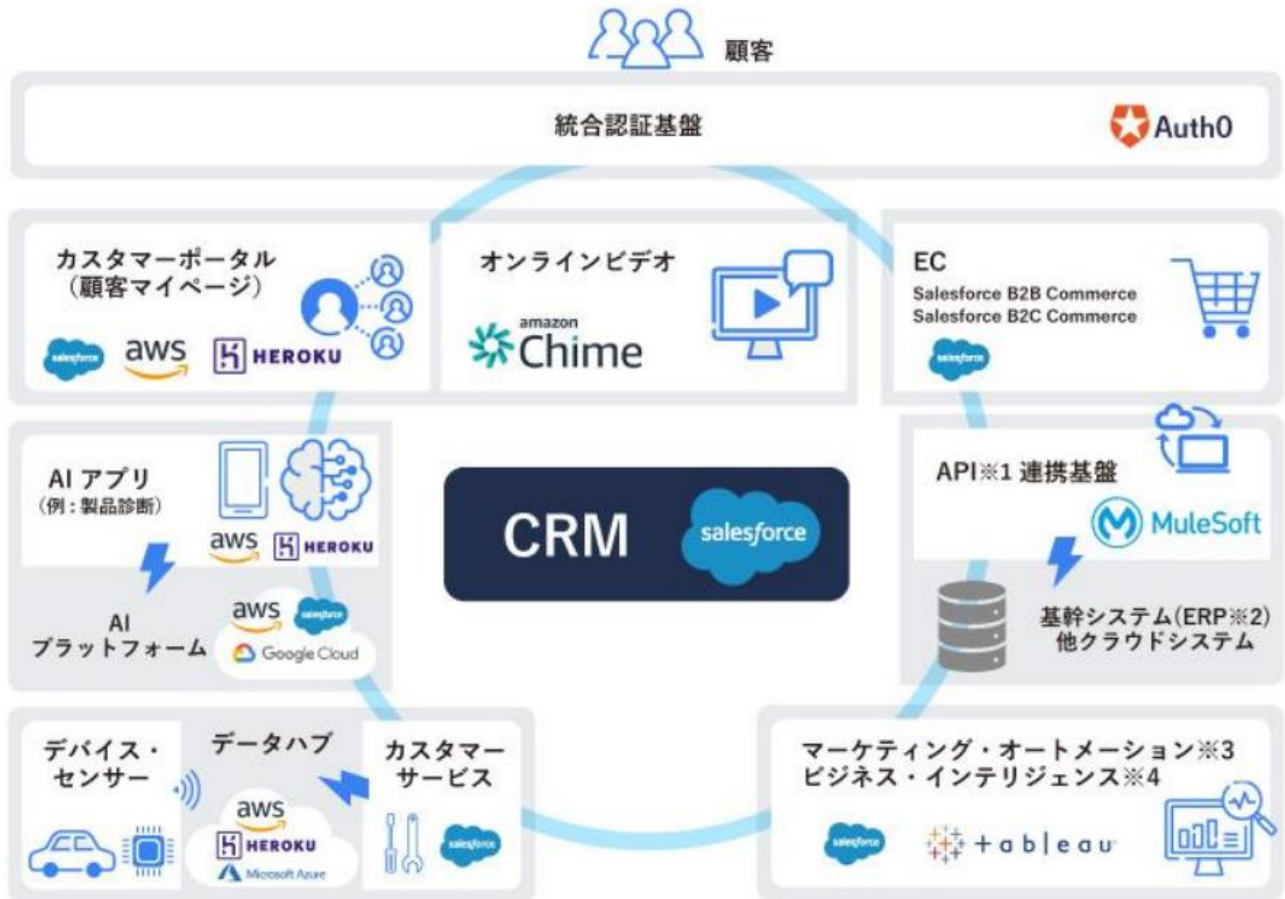 顧客
統合認証基盤
Auth0
カスタマーポータル
（顧客マイページ）
salesforce
aws
HEROKU
オンラインビデオ
amazon
Chime
EC
Salesforce B2B Commerce
Salesforce B2C Commerce
salesforce
AI アプリ
（例：製品診断）
aws
HEROKU
AI
プラットフォーム
aws
salesforce
Google Cloud
CRM
salesforce
API※1 連携基盤
MuleSoft
基幹システム(ERP※2)
他クラウドシステム
デバイス・
センサー
データハブ
aws
HEROKU
Microsoft Azure
カスタマー
サービス
salesforce
マーケティング・オートメーション※3
ビジネス・インテリジェンス※4
salesforce
+ableau